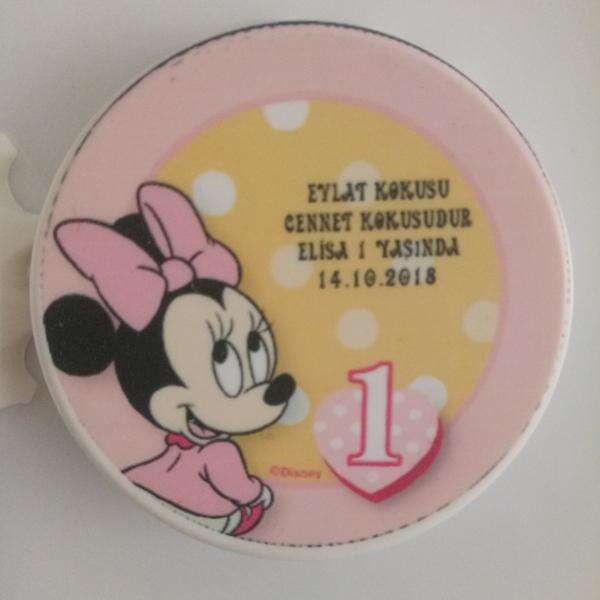 EVLAT KOKUSU
CENNET KOKUSUDUR
ELİSA 1 YAŞINDA
14.10.2018
1
©Disney